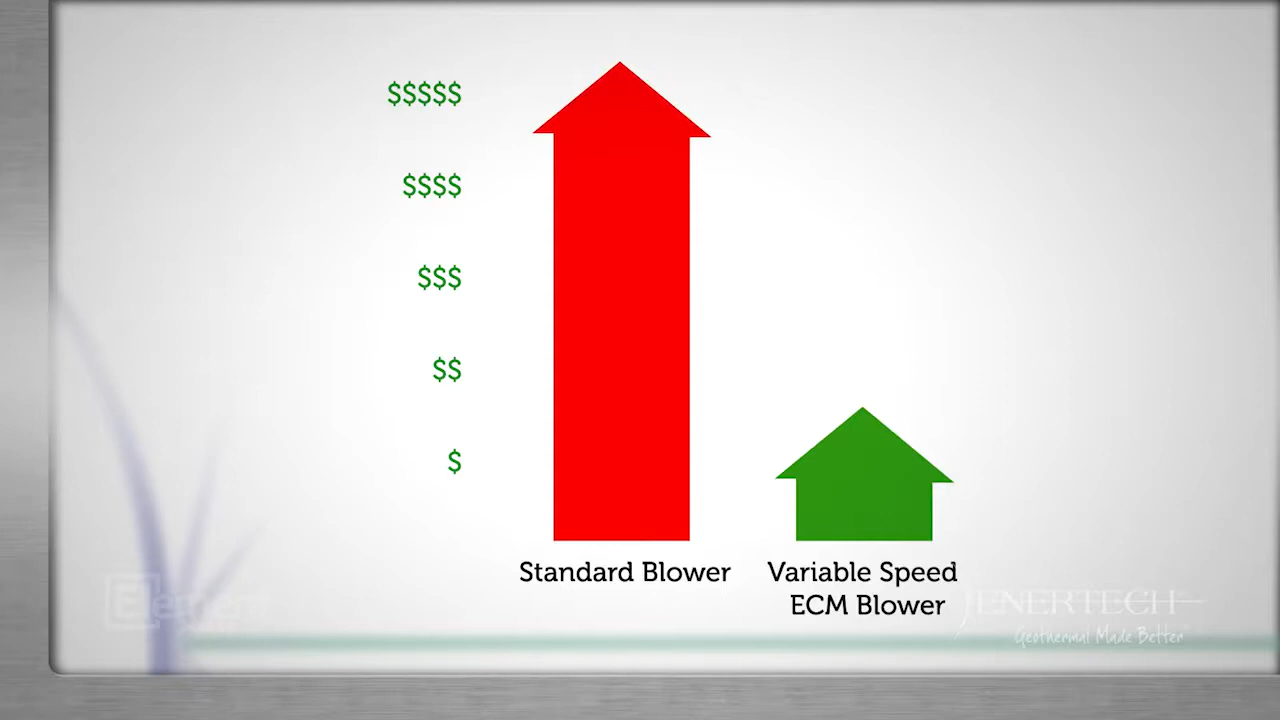 $$$$$
$$$$
$$$
$$
$
Standard Blower
Variable Speed
ECM Blower
ENERTECH
Geothermal Made Better